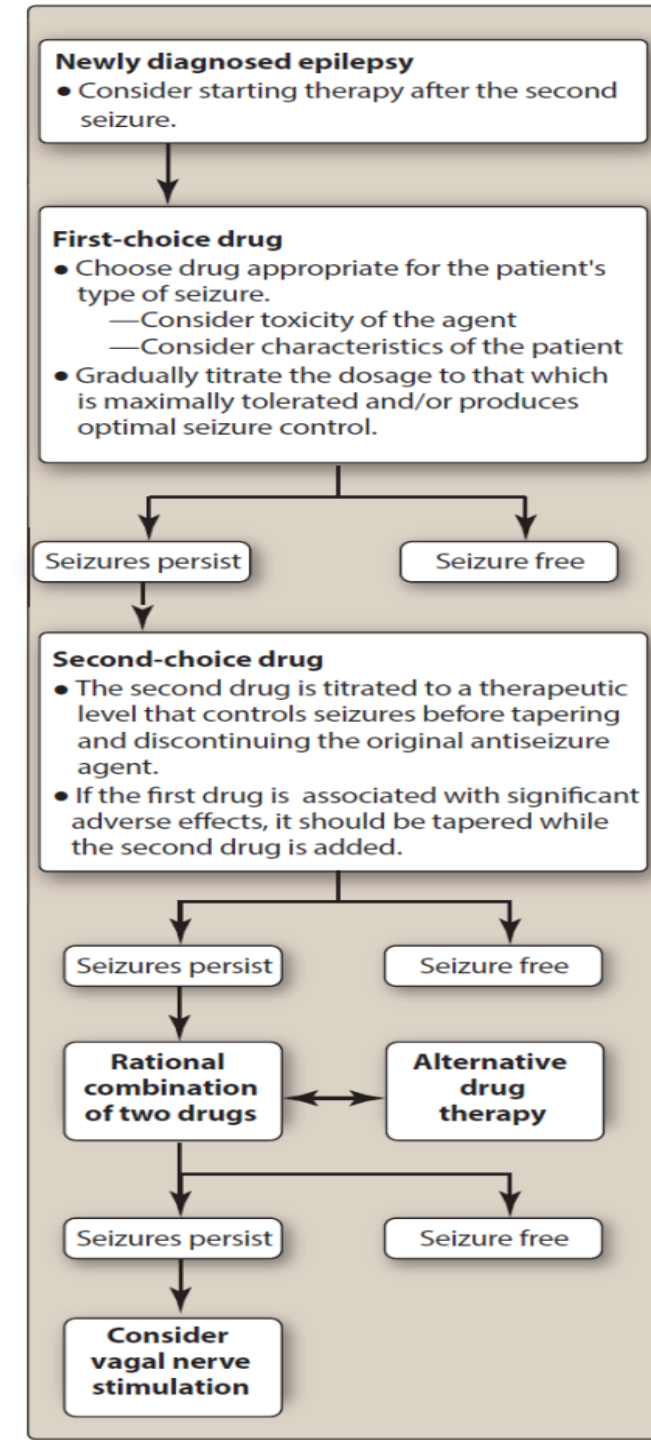 Newly diagnosed epilepsy
● Consider starting therapy after the second
seizure.
First-choice drug
● Choose drug appropriate for the patient's
type of seizure.
—Consider toxicity of the agent
—Consider characteristics of the patient
● Gradually titrate the dosage to that which
is maximally tolerated and/or produces
optimal seizure control.
Seizures persist
Seizure free
Second-choice drug
● The second drug is titrated to a therapeutic
level that controls seizures before tapering
and discontinuing the original antiseizure
agent.
● If the first drug is associated with significant
adverse effects, it should be tapered while
the second drug is added.
Seizures persist
Seizure free
Rational
combination
of two drugs
Alternative
drug
therapy
Seizures persist
Seizure free
Consider
vagal nerve
stimulation